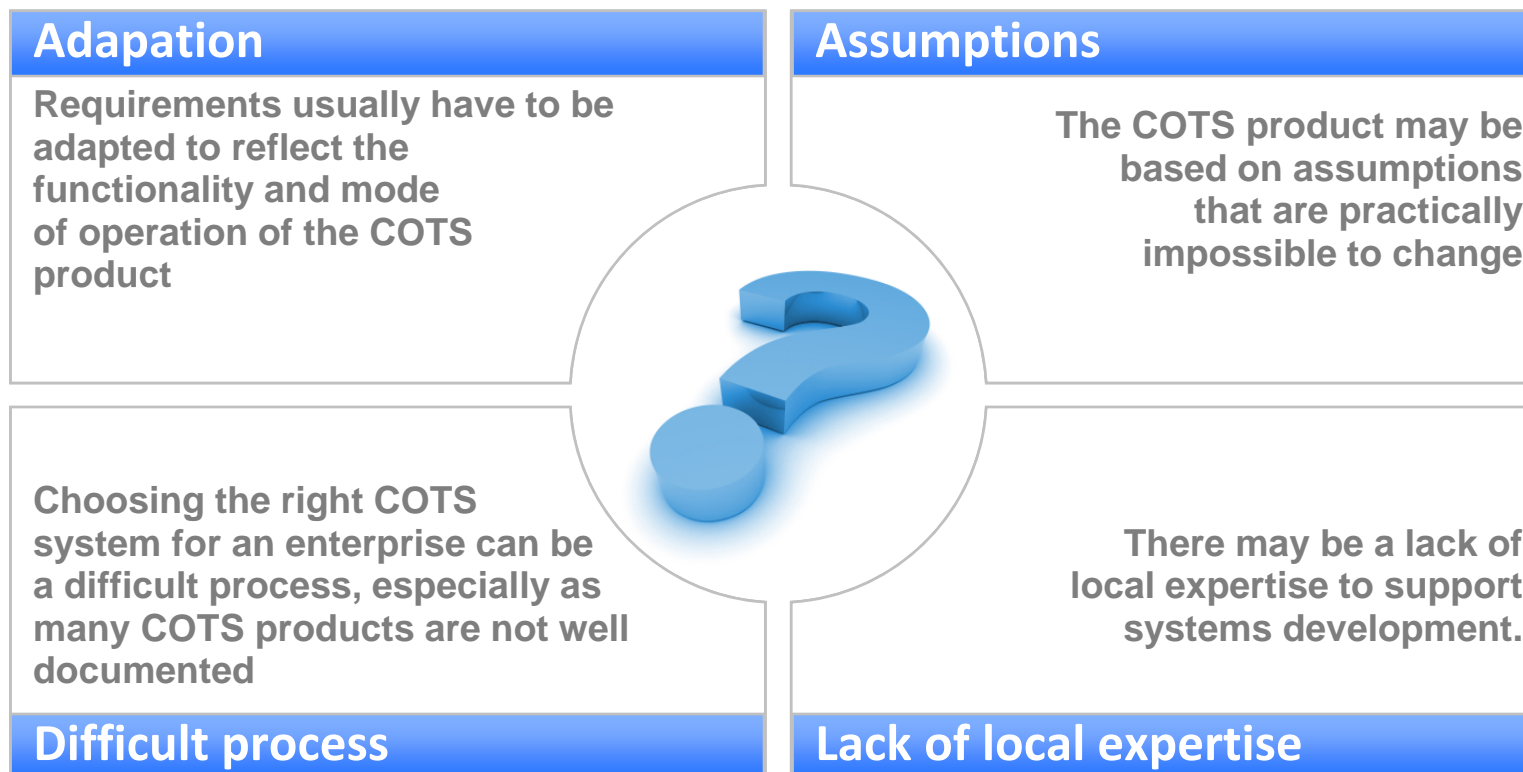 Adapation
Requirements usually have to be
adapted to reflect the
functionality and mode
of operation of the COTS
product
Assumptions
The COTS product may be
based on assumptions
that are practically
impossible to change
Choosing the right COTS
system for an enterprise can be
a difficult process, especially as
many COTS products are not well
documented
Difficult process
There may be a lack of
local expertise to support
systems development.
Lack of local expertise